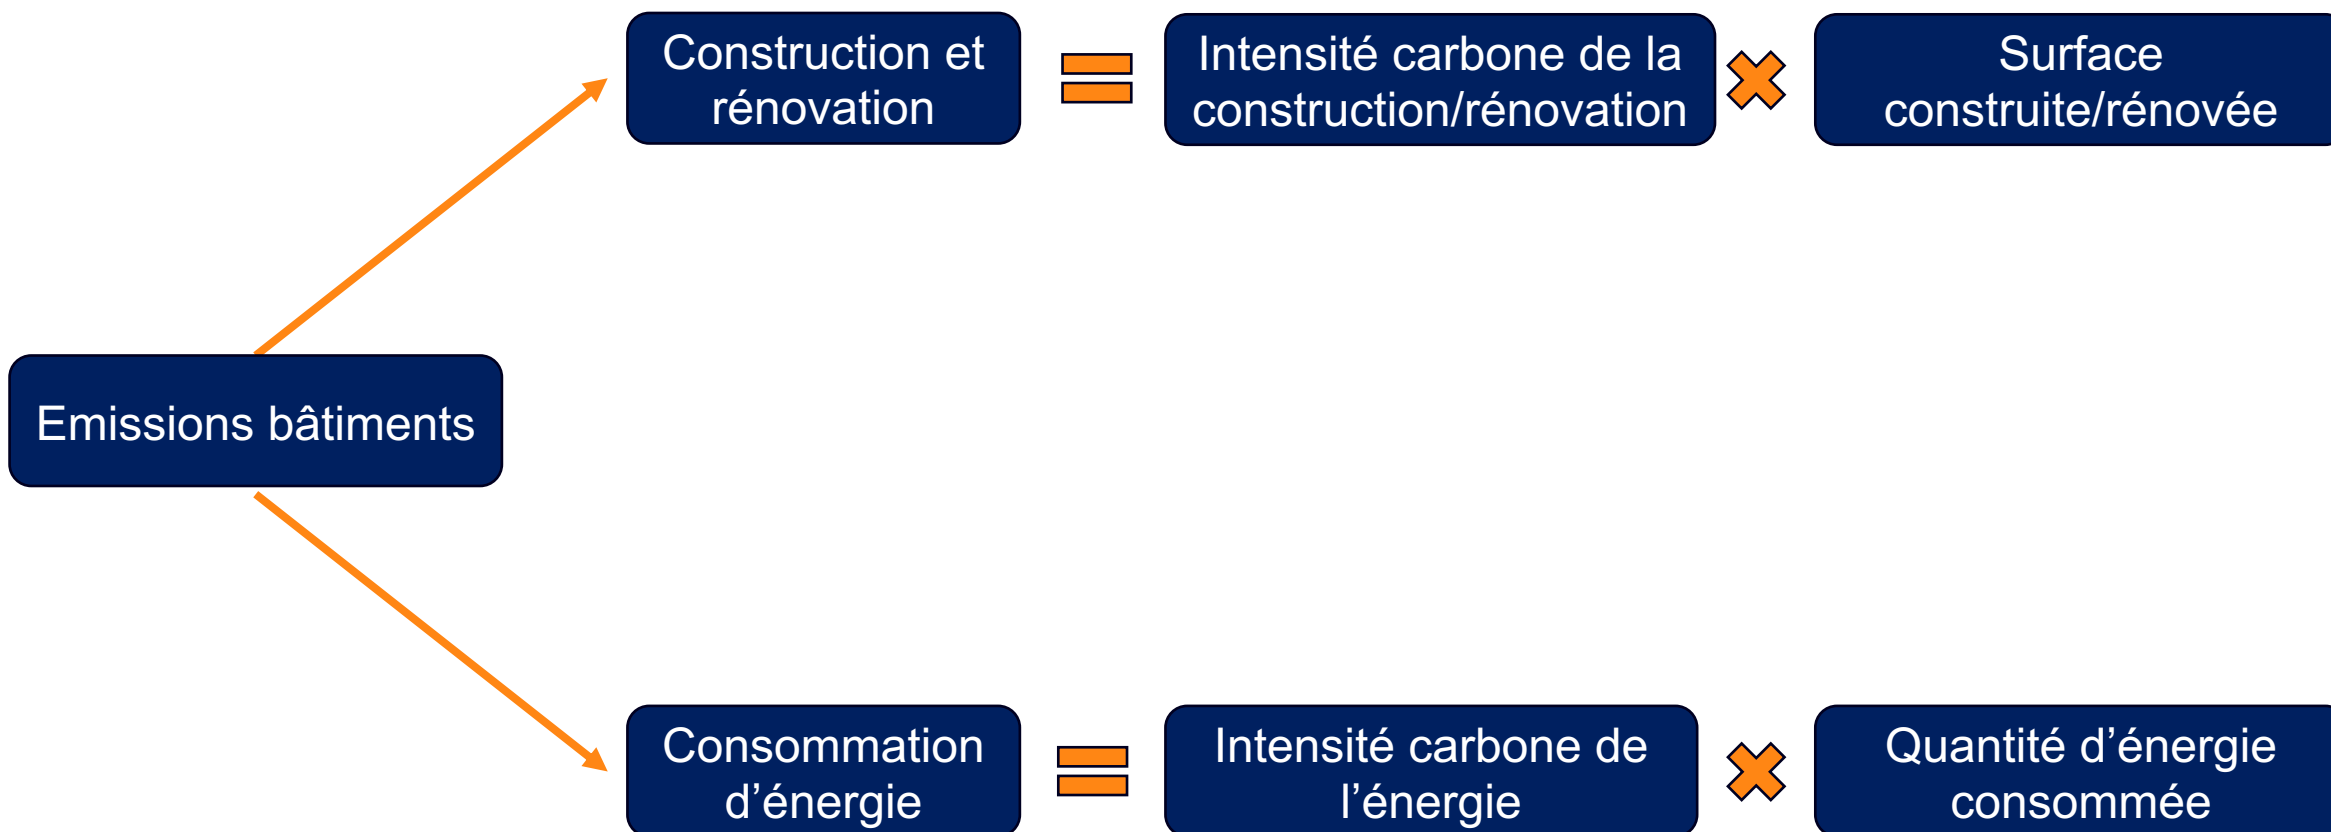 Construction et
rénovation
Intensité carbone de la
construction/rénovation
Surface
construite/rénovée
Emissions bâtiments
Consommation
d’énergie
Intensité carbone de
l’énergie
Quantité d’énergie
consommée